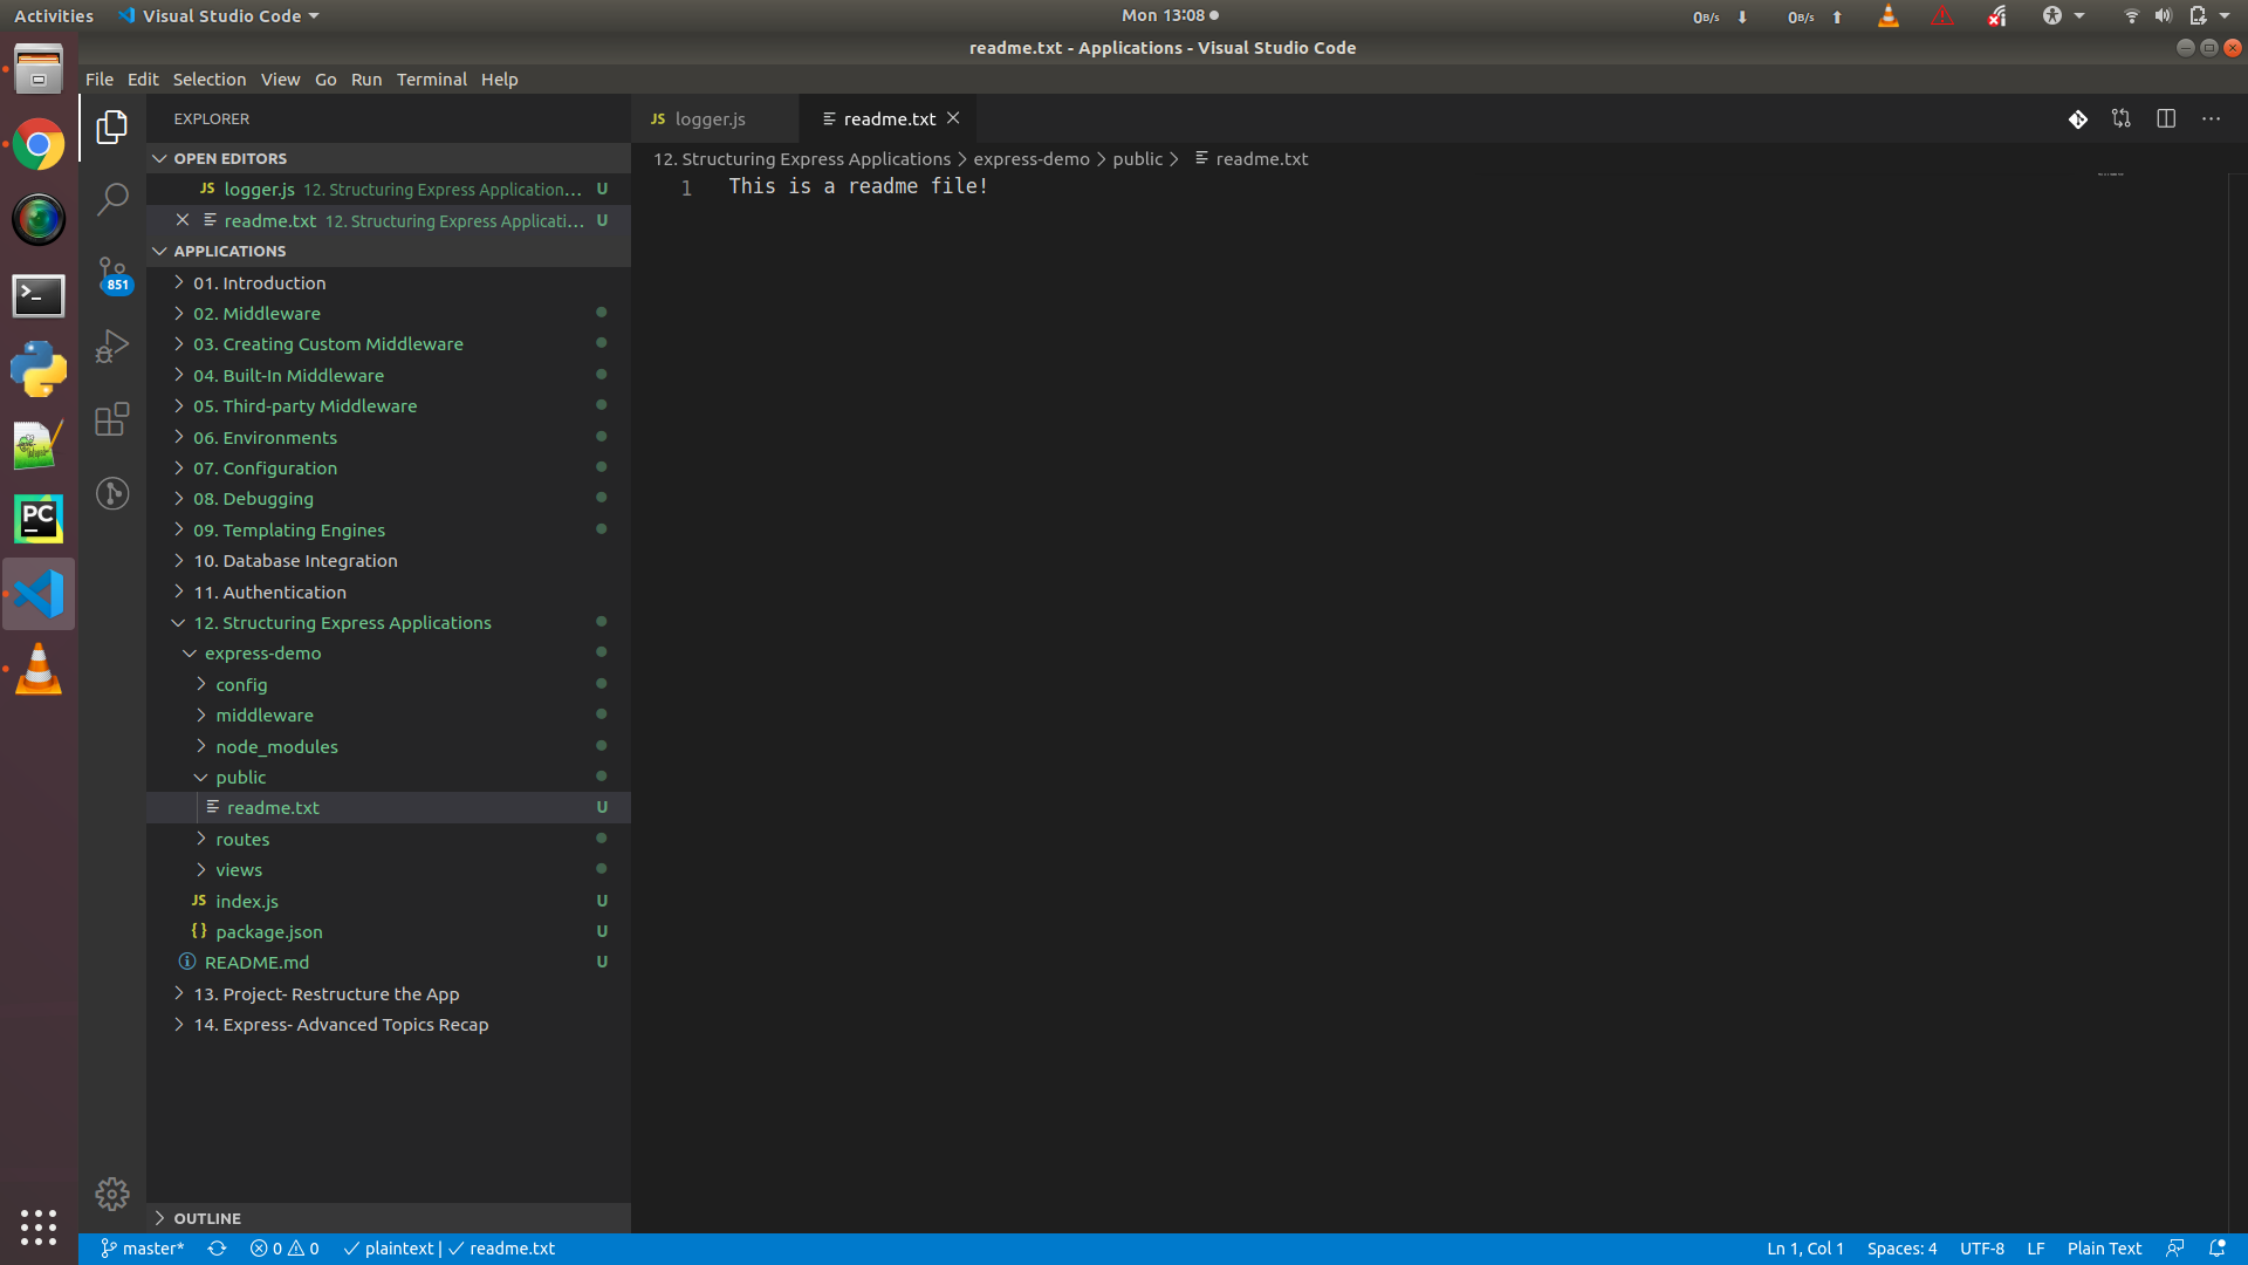 Activities Visual Studio Code Mon 13:08 0B/s 0B/s
readme.txt - Applications - Visual Studio Code
File Edit Selection View Go Run Terminal Help
EXPLORER
JS logger.js readme.txt
OPEN EDITORS
12. Structuring Express Applications > express-demo > public > readme.txt
JS logger.js 12. Structuring Express Application... U
1 This is a readme file!
readme.txt 12. Structuring Express Applicati... U
APPLICATIONS
01. Introduction
851
02. Middleware
03. Creating Custom Middleware
04. Built-In Middleware
05. Third-party Middleware
06. Environments
07. Configuration
08. Debugging
09. Templating Engines
PC
10. Database Integration
11. Authentication
12. Structuring Express Applications
express-demo
config
middleware
node_modules
public
readme.txt U
routes
views
JS index.js U
{} package.json U
README.md U
13. Project- Restructure the App
14. Express- Advanced Topics Recap
OUTLINE
master* 0 0 plaintext | readme.txt Ln 1, Col 1 Spaces: 4 UTF-8 LF Plain Text